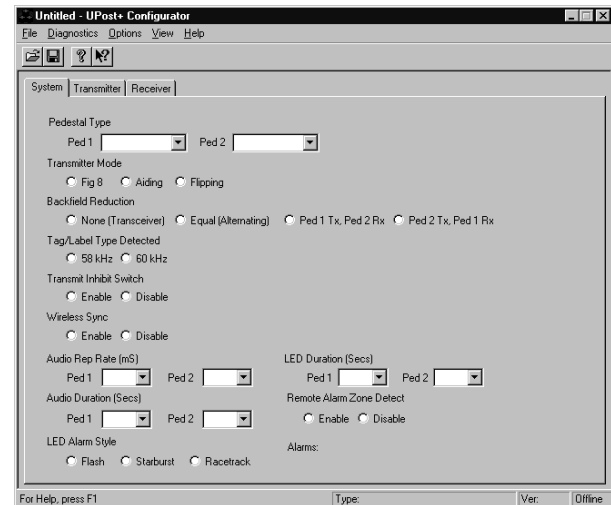 Untitled - UPost+ Configurator
File Diagnostics Options View Help
System Transmitter Receiver
Pedestal Type
Ped 1 Ped 2
Transmitter Mode
Fig 8 Aiding Flipping
Backfield Reduction
None (Transceiver) Equal (Alternating) Ped 1 Tx, Ped 2 Rx Ped 2 Tx, Ped 1 Rx
Tag/Label Type Detected
58 kHz 60 kHz
Transmit Inhibit Switch
Enable Disable
Wireless Sync
Enable Disable
Audio Rep Rate (mS) LED Duration (Secs)
Ped 1 Ped 2 Ped 1 Ped 2
Audio Duration (Secs) Remote Alarm Zone Detect
Ped 1 Ped 2 Enable Disable
LED Alarm Style Alarms:
Flash Starburst Racetrack
For Help, press F1 Type: Ver: Offline